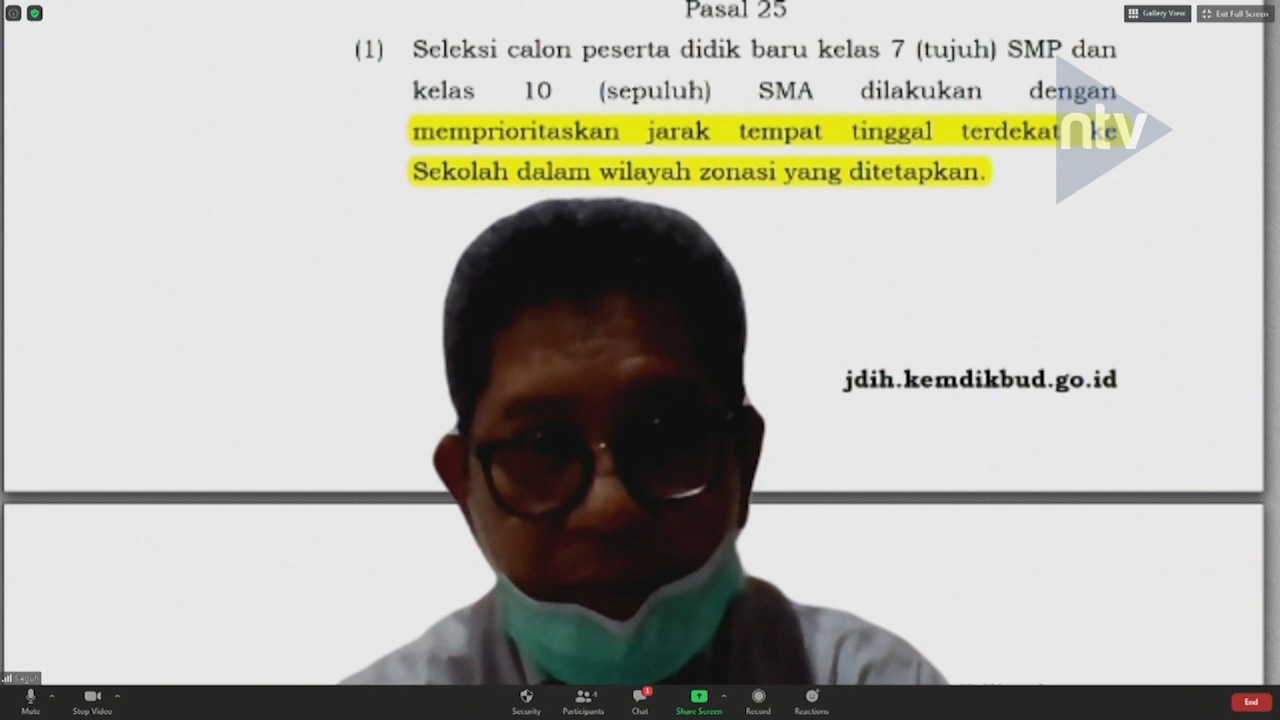 Gallery View
Exit Full Screen
Pasal 25
(1) Seleksi calon peserta didik baru kelas 7 (tujuh) SMP dan
kelas 10 (sepuluh) SMA dilakukan dengan
memprioritaskan jarak tempat tinggal terdekat ke
Sekolah dalam wilayah zonasi yang ditetapkan.
ntv
jdih.kemdikbud.go.id
Mute
Stop Video
Security
Participants
4
Chat
1
Share Screen
Record
Reactions
End